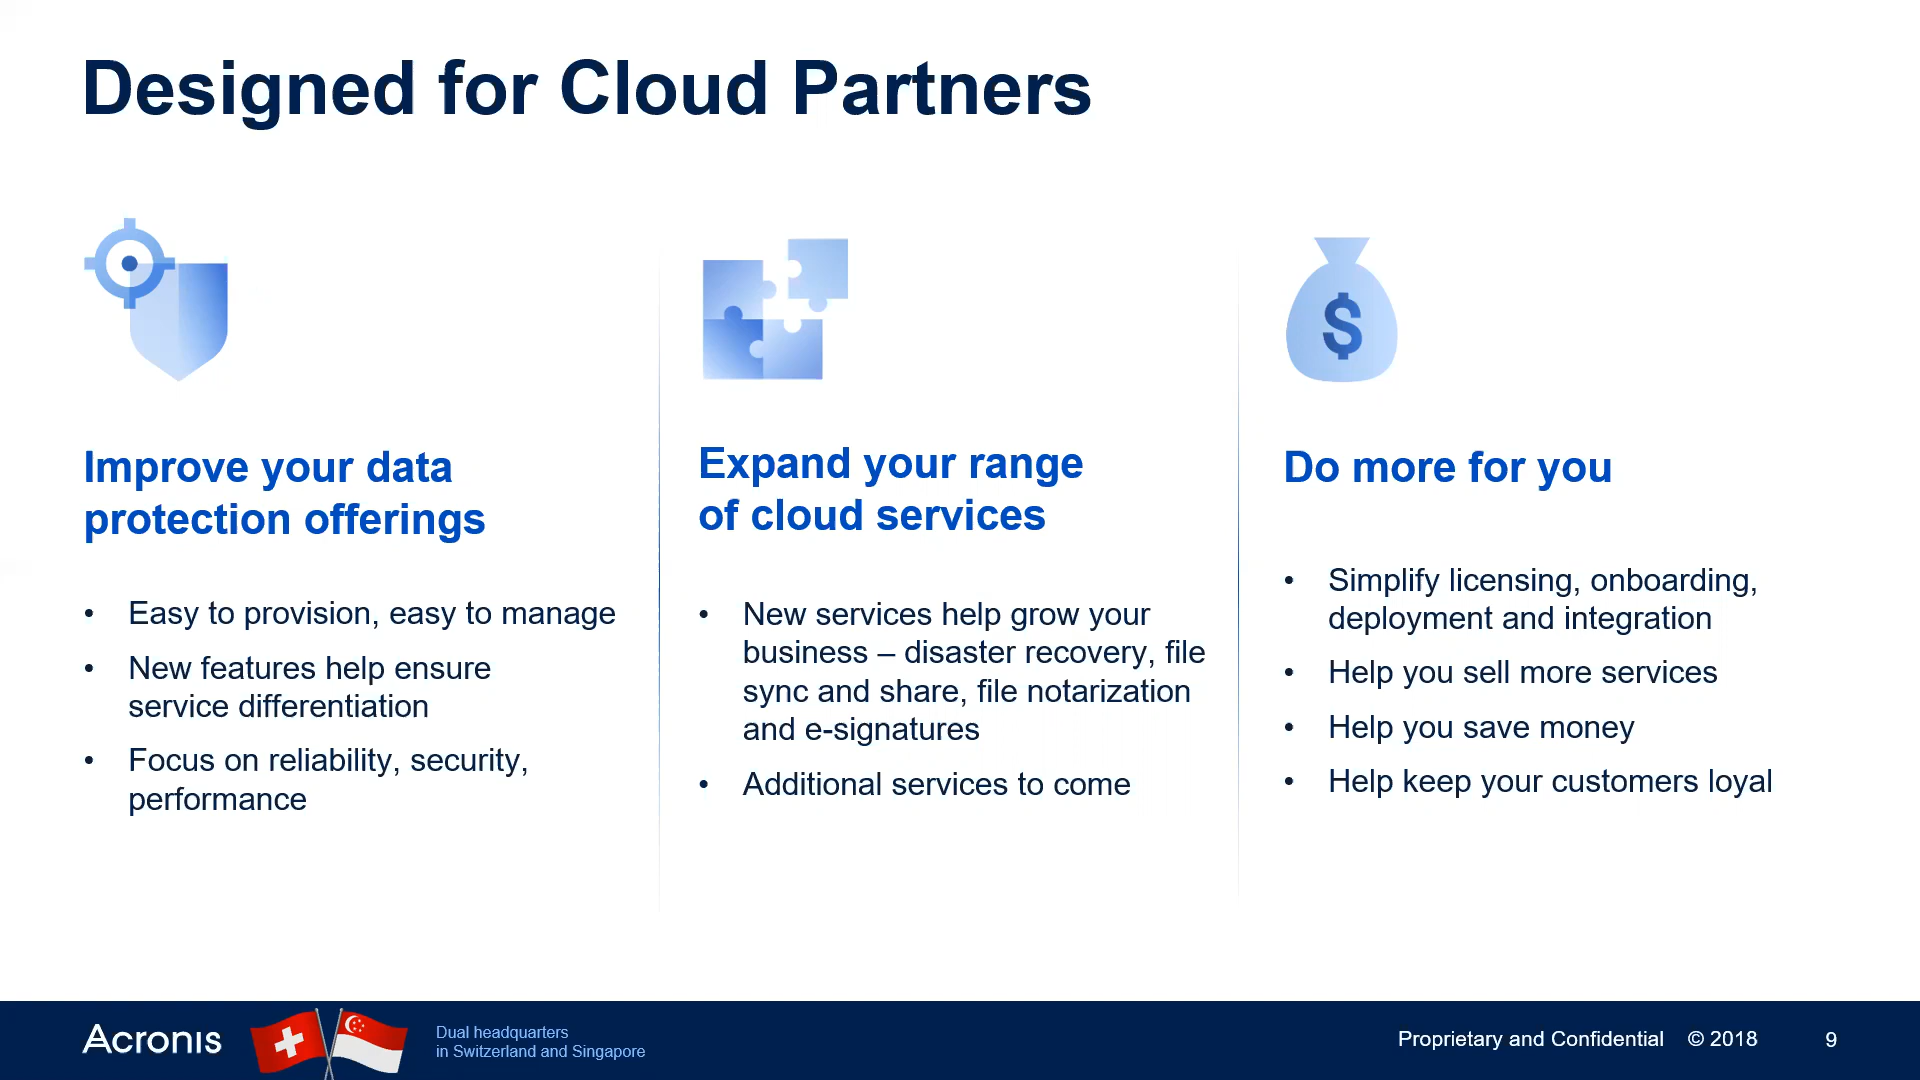 Designed for Cloud Partners
Improve your data
protection offerings
• Easy to provision, easy to manage
• New features help ensure
service differentiation
• Focus on reliability, security,
performance
Expand your range
of cloud services
• New services help grow your
business – disaster recovery, file
sync and share, file notarization
and e-signatures
• Additional services to come
$
Do more for you
• Simplify licensing, onboarding,
deployment and integration
• Help you sell more services
• Help you save money
• Help keep your customers loyal
Acronis
Dual headquarters
in Switzerland and Singapore
Proprietary and Confidential © 2018 9